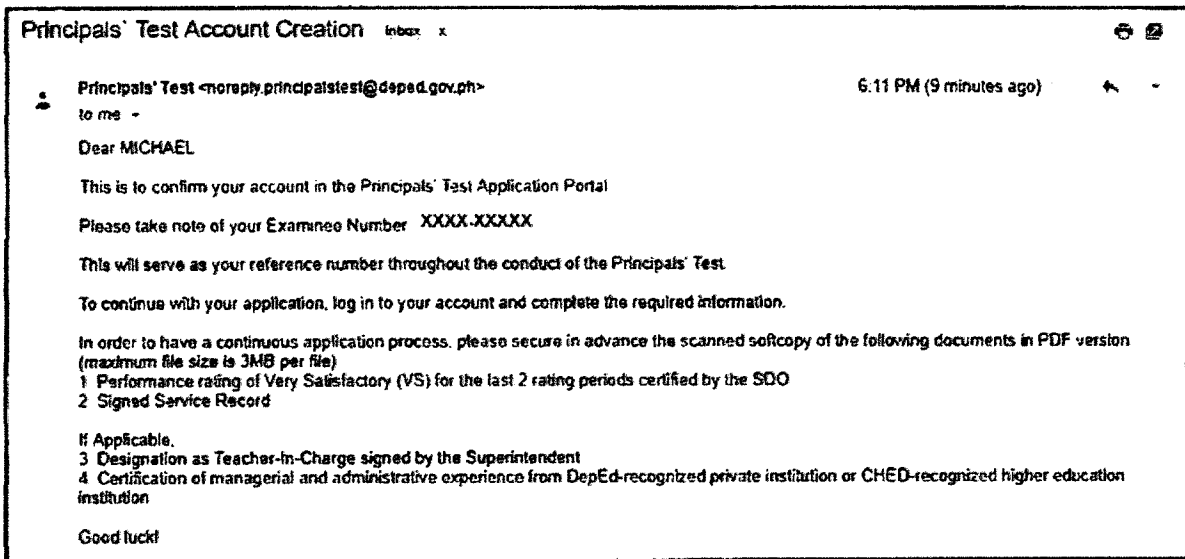 Principals' Test Account Creation Inbox x
Principals' Test <noreply.principalstest@deped.gov.ph> 6:11 PM (9 minutes ago)
to me
Dear MICHAEL
This is to confirm your account in the Principals' Test Application Portal
Please take note of your Examinee Number XXXX-XXXXX
This will serve as your reference number throughout the conduct of the Principals' Test
To continue with your application, log in to your account and complete the required information.
In order to have a continuous application process, please secure in advance the scanned softcopy of the following documents in PDF version
(maximum file size is 3MB per file)
1 Performance rating of Very Satisfactory (VS) for the last 2 rating periods certified by the SDO
2 Signed Service Record
If Applicable,
3 Designation as Teacher-In-Charge signed by the Superintendent
4 Certification of managerial and administrative experience from DepEd-recognized private institution or CHED-recognized higher education
institution
Good luck!